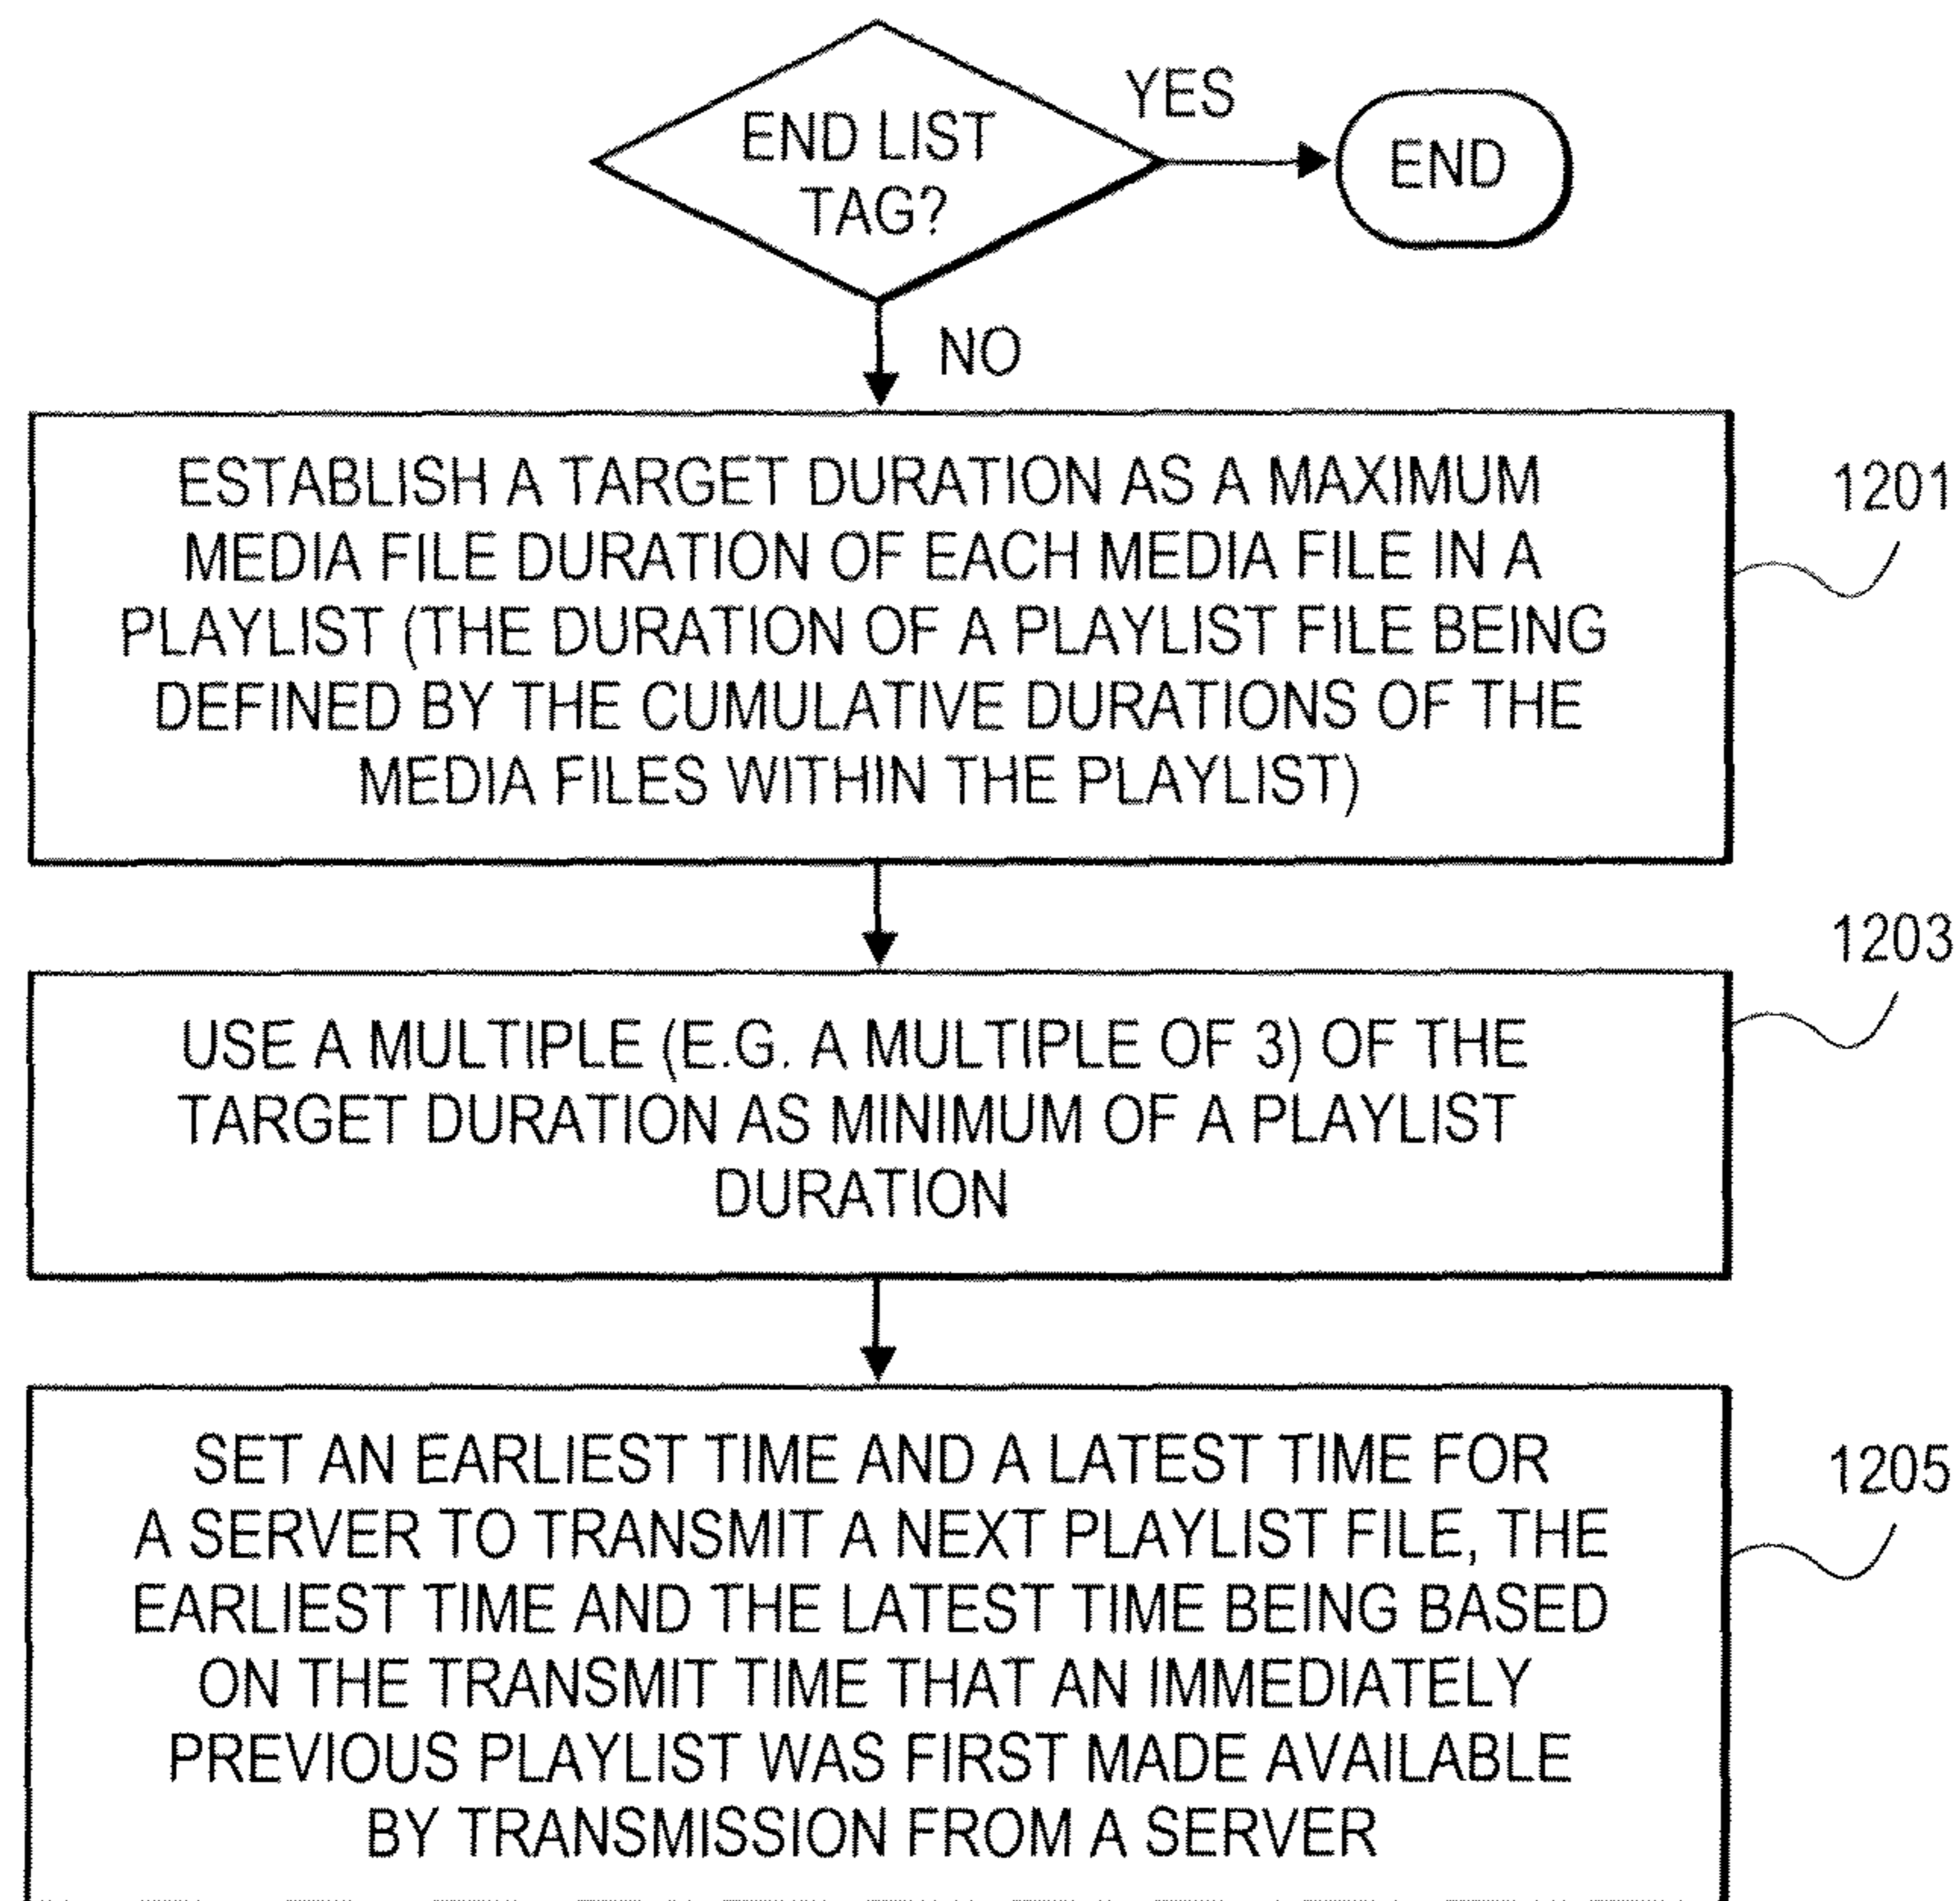 END LIST
TAG?
YES
END
NO
ESTABLISH A TARGET DURATION AS A MAXIMUM
MEDIA FILE DURATION OF EACH MEDIA FILE IN A
PLAYLIST (THE DURATION OF A PLAYLIST FILE BEING
DEFINED BY THE CUMULATIVE DURATIONS OF THE
MEDIA FILES WITHIN THE PLAYLIST)
1201
USE A MULTIPLE (E.G. A MULTIPLE OF 3) OF THE
TARGET DURATION AS MINIMUM OF A PLAYLIST
DURATION
1203
SET AN EARLIEST TIME AND A LATEST TIME FOR
A SERVER TO TRANSMIT A NEXT PLAYLIST FILE, THE
EARLIEST TIME AND THE LATEST TIME BEING BASED
ON THE TRANSMIT TIME THAT AN IMMEDIATELY
PREVIOUS PLAYLIST WAS FIRST MADE AVAILABLE
BY TRANSMISSION FROM A SERVER
1205